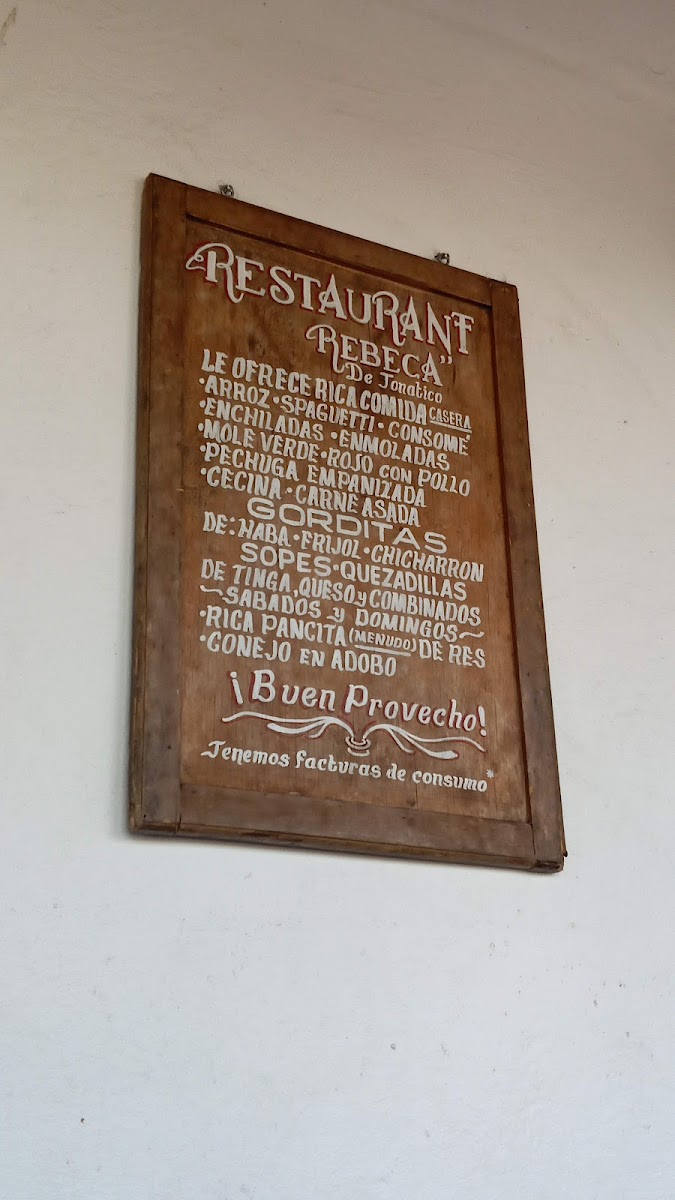 "RESTAURANT
REBECA"
De Tonatico
LE OFRECE RICA COMIDA CASERA
·ARROZ·SPAGUETTI·CONSOMÉ
·ENCHILADAS·ENMOLADAS
·MOLE VERDE·ROJO CON POLLO
·PECHUGA EMPANIZADA
·CECINA·CARNE ASADA
GORDITAS
DE:HABA·FRIJOL·CHICHARRON
SOPES·QUEZADILLAS
DE TINGA, QUESO y COMBINADOS
~SABADOS y DOMINGOS~
·RICA PANCITA (MENUDO) DE RES
·CONEJO EN ADOBO
¡Buen Provecho!
Tenemos facturas de consumo*